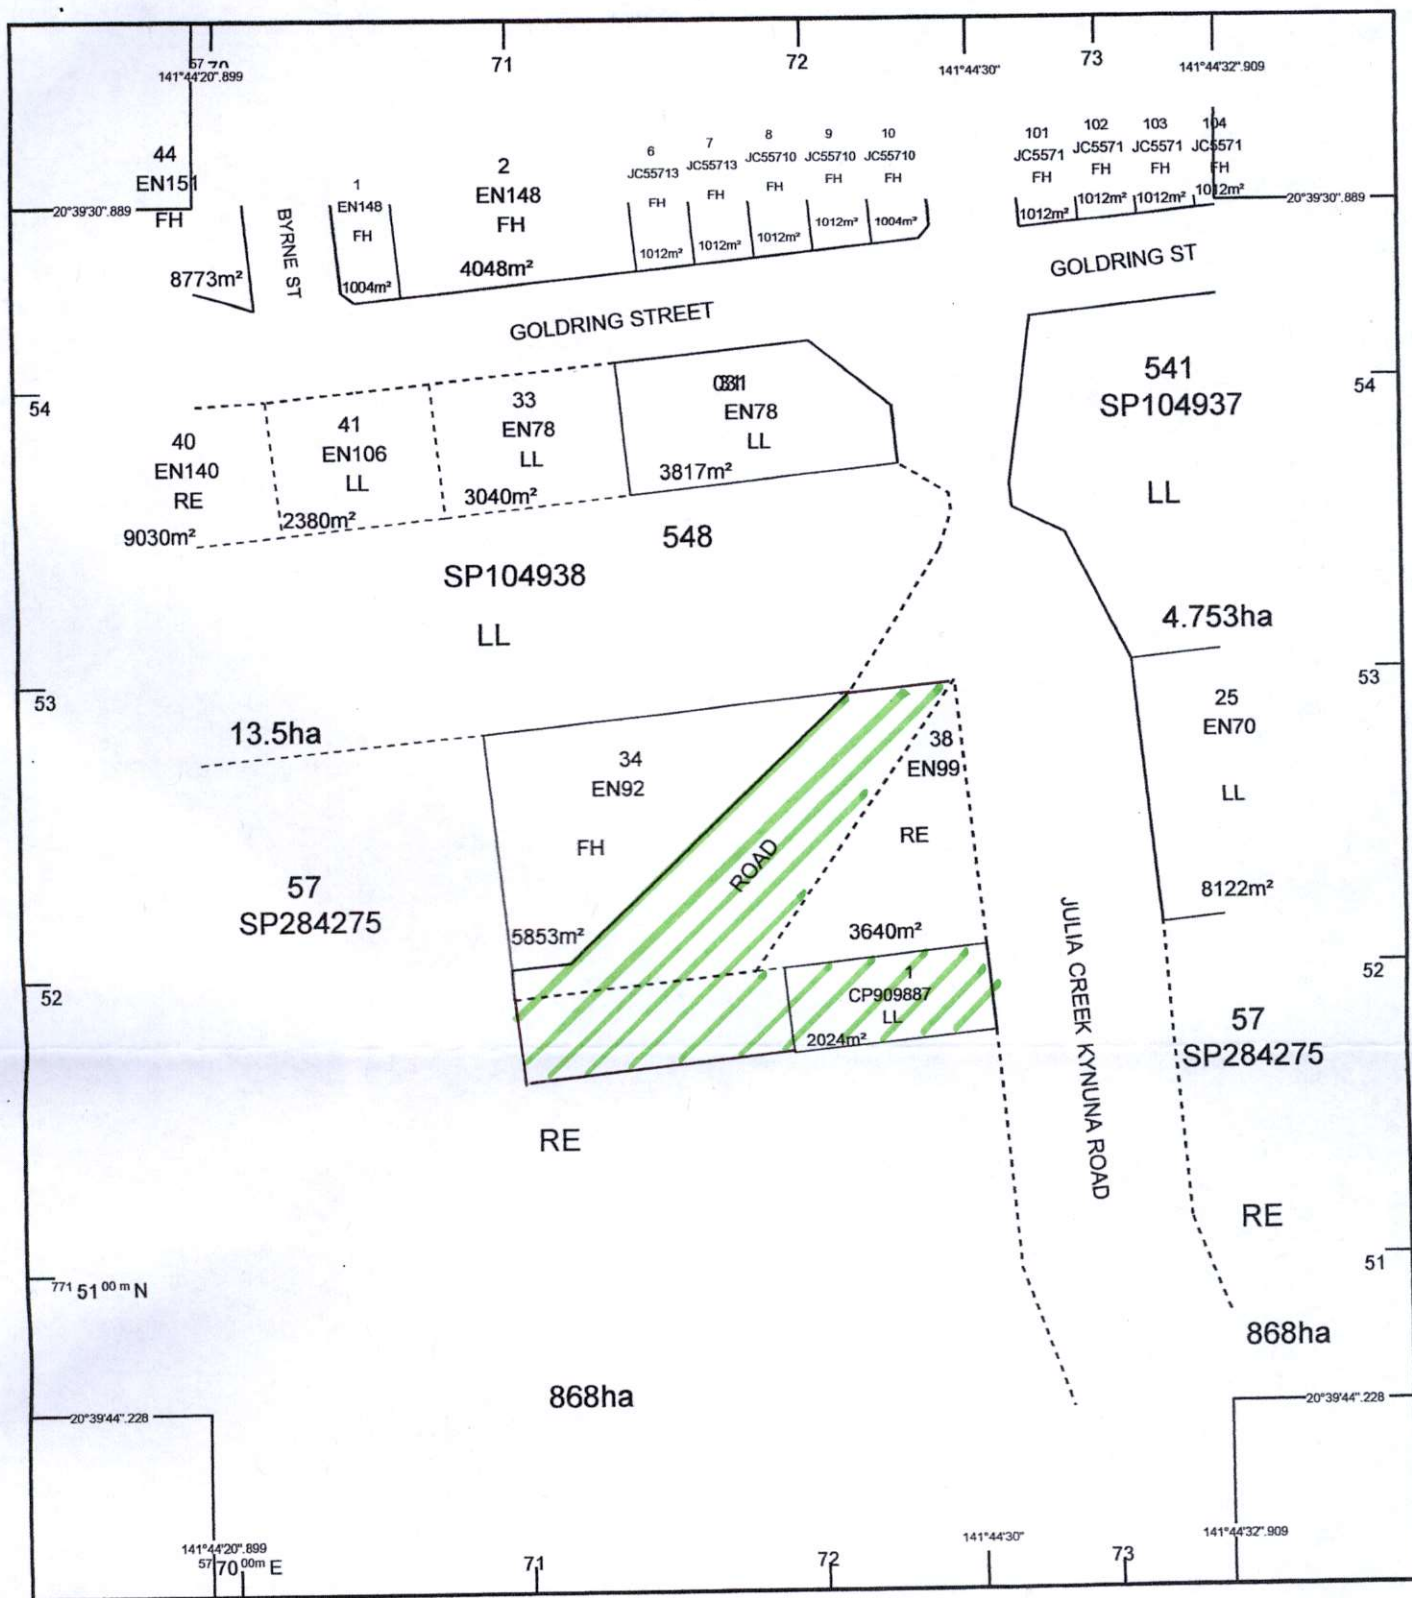 57 70
71
72
141°44'30"
73
141°44'20".899
141°44'32".909
44
EN151
FH
20°39'30".889
8773m²
BYRNE ST
1
EN148
FH
1004m²
2
EN148
FH
4048m²
6
JC55713
FH
1012m²
7
JC55713
FH
1012m²
8
JC55710
FH
1012m²
9
JC55710
FH
1012m²
10
JC55710
FH
1004m²
101
JC5571
FH
1012m²
102
JC5571
FH
1012m²
103
JC5571
FH
1012m²
104
JC5571
FH
1012m²
20°39'30".889
GOLDRING STREET
GOLDRING ST
54
40
EN140
RE
9030m²
41
EN106
LL
2380m²
33
EN78
LL
3040m²
EN78
LL
3817m²
541
SP104937
LL
4.753ha
54
548
SP104938
LL
13.5ha
53
53
34
EN92
FH
5853m²
ROAD
38
EN99
RE
3640m²
25
EN70
LL
8122m²
57
SP284275
RE
868ha
52
1
CP909887
LL
2024m²
JULIA CREEK KYNUNA ROAD
52
57
SP284275
RE
868ha
51
771 51 00 m N
20°39'44".228
20°39'44".228
141°44'20".899
57 70 00m E
71
72
141°44'30"
73
141°44'32".909